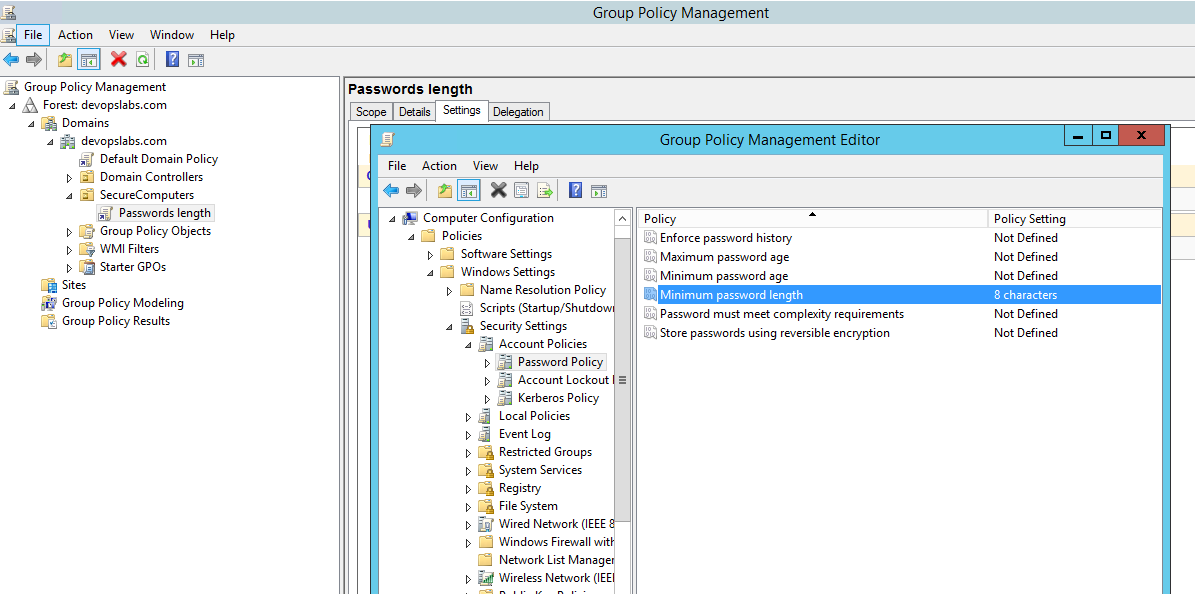 Group Policy Management
File Action View Window Help
Group Policy Management
Forest: devopslabs.com
Domains
devopslabs.com
Default Domain Policy
Domain Controllers
SecureComputers
Passwords length
Group Policy Objects
WMI Filters
Starter GPOs
Sites
Group Policy Modeling
Group Policy Results
Passwords length
Scope Details Settings Delegation
Group Policy Management Editor
File Action View Help
Computer Configuration
Policies
Software Settings
Windows Settings
Name Resolution Policy
Scripts (Startup/Shutdown
Security Settings
Account Policies
Password Policy
Account Lockout
Kerberos Policy
Local Policies
Event Log
Restricted Groups
System Services
Registry
File System
Wired Network (IEEE 8
Windows Firewall with
Network List Manager
Wireless Network (IEEE
Policy Policy Setting
Enforce password history Not Defined
Maximum password age Not Defined
Minimum password age Not Defined
Minimum password length 8 characters
Password must meet complexity requirements Not Defined
Store passwords using reversible encryption Not Defined